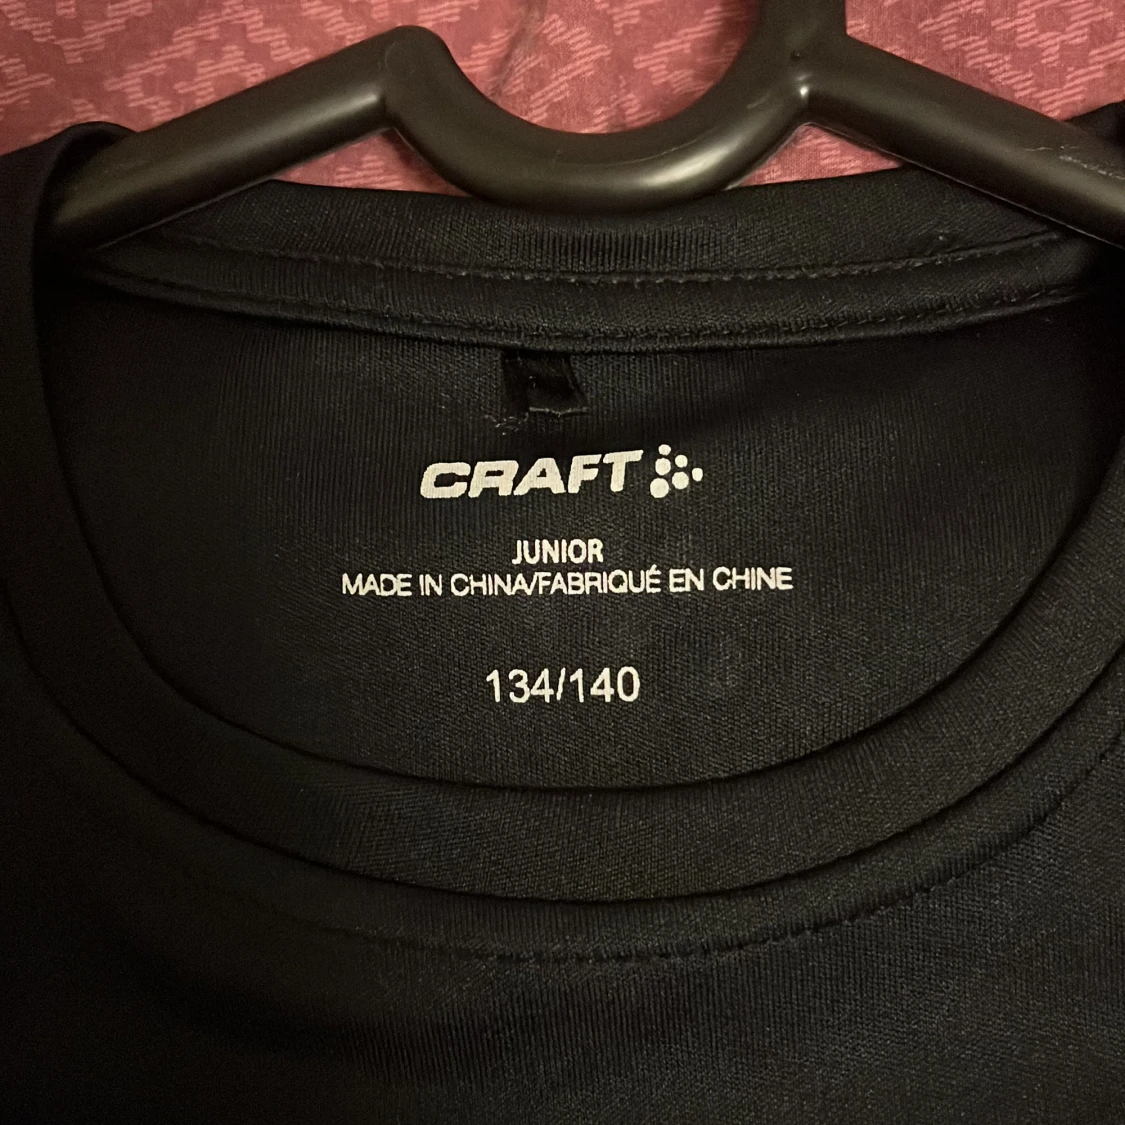 CRAFT
JUNIOR
MADE IN CHINA/FABRIQUÉ EN CHINE
134/140